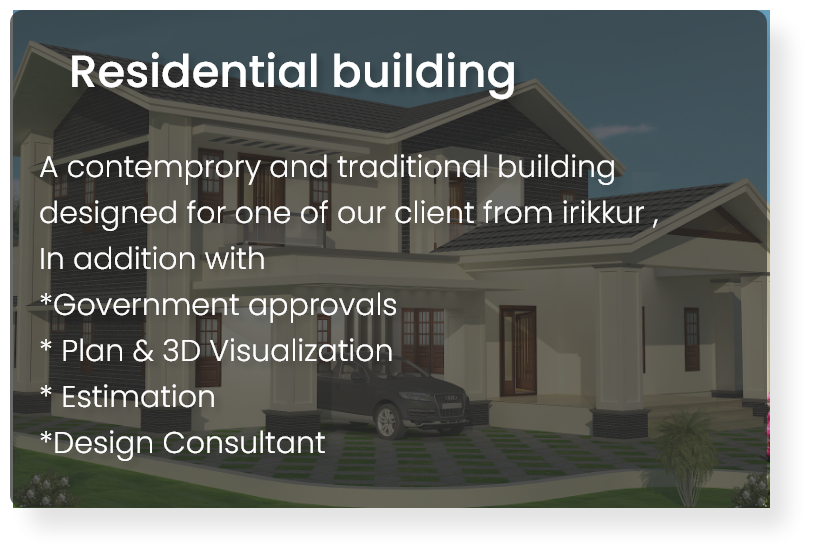 Residential building
A contemprory and traditional building
designed for one of our client from irikkur ,
In addition with
*Government approvals
* Plan & 3D Visualization
* Estimation
*Design Consultant